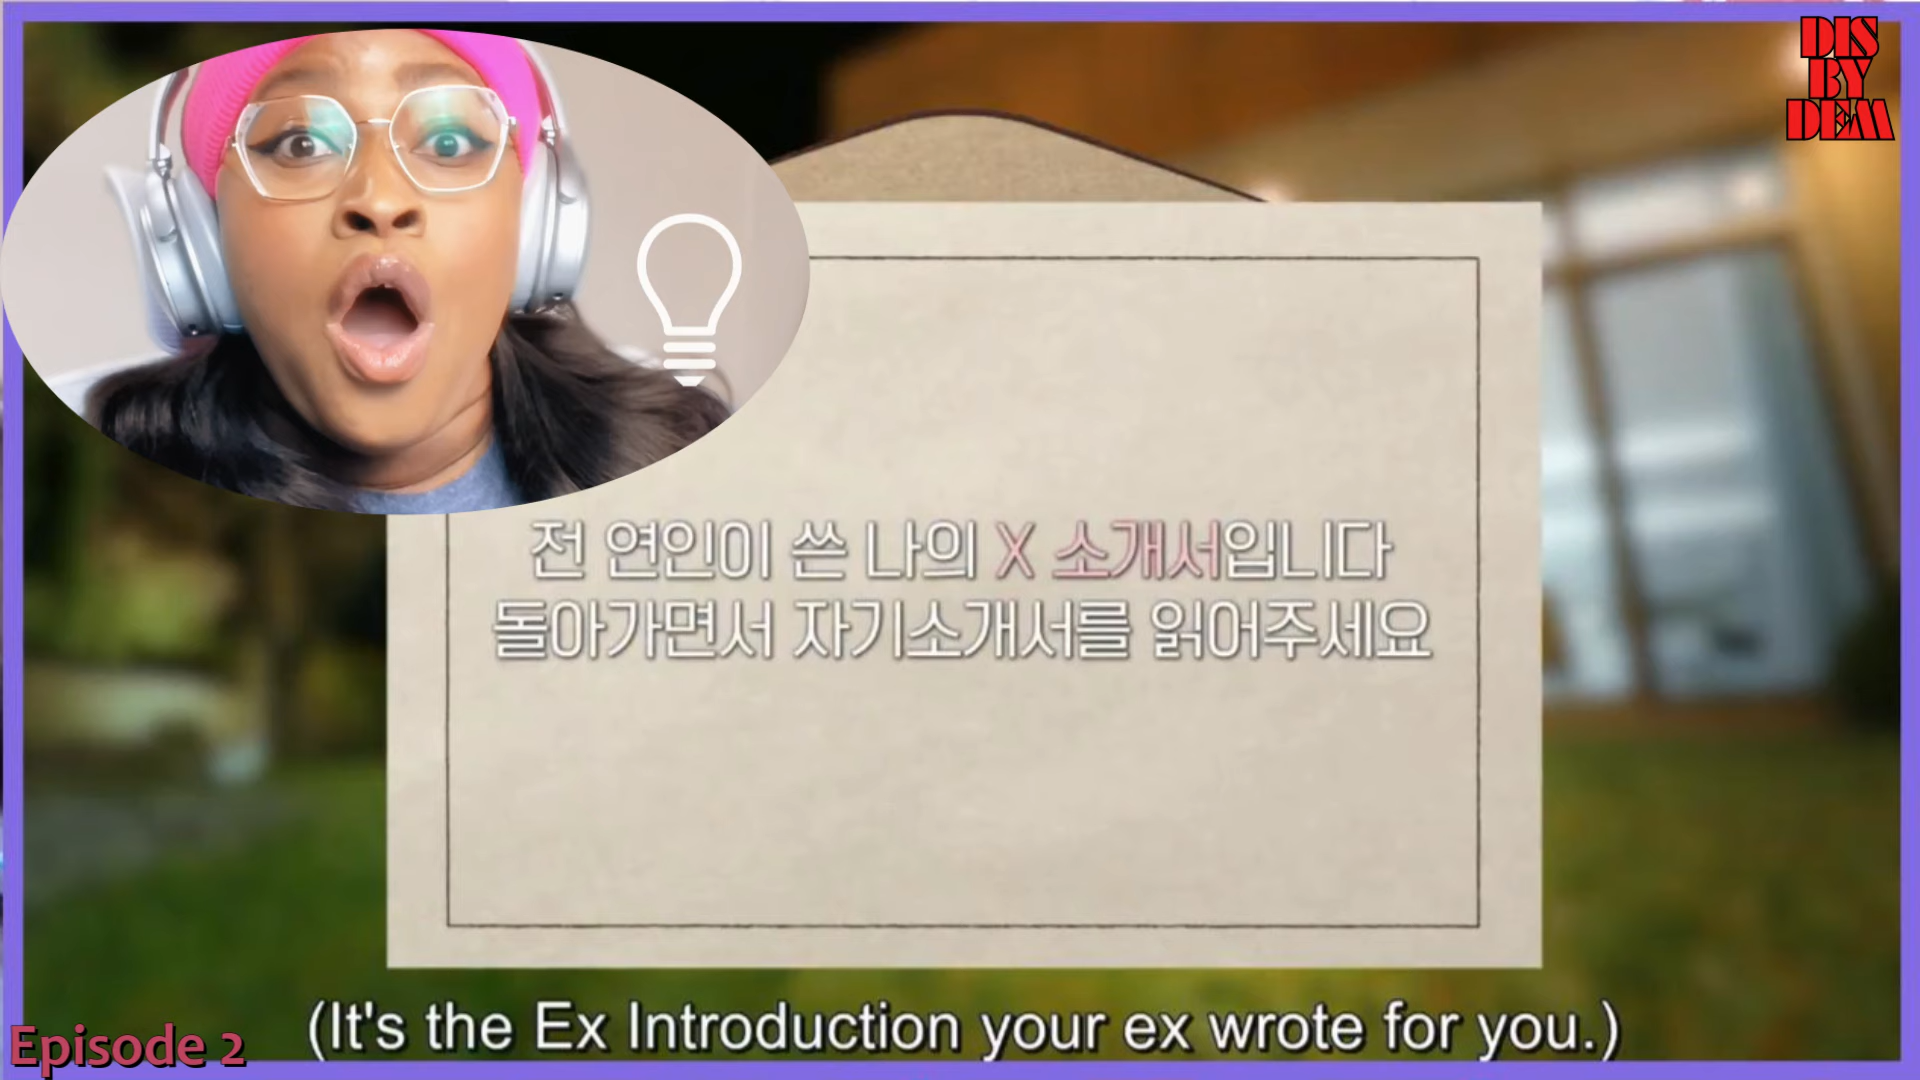 DIS
BY
DEM
전 연인이 쓴 나의 X 소개서입니다
돌아가면서 자기소개서를 읽어주세요
(It's the Ex Introduction your ex wrote for you.)
Episode 2